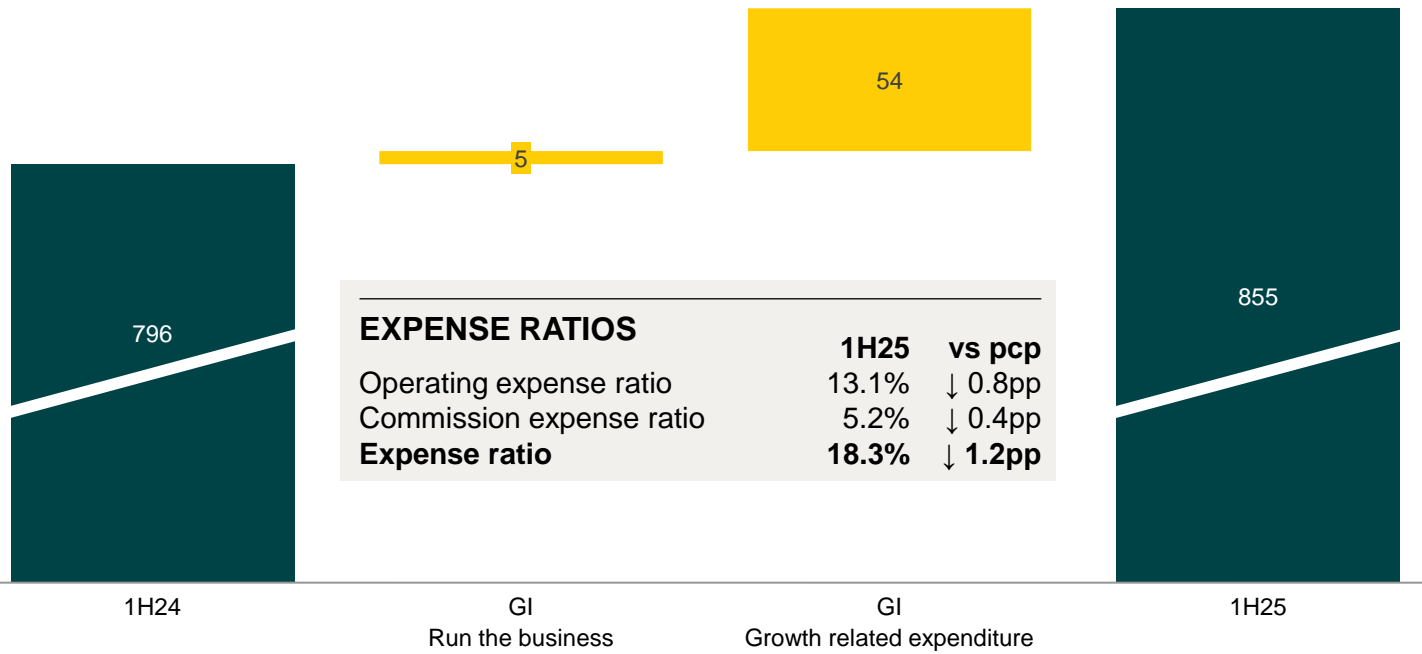 54
5
796
855
EXPENSE RATIOS
1H25 vs pcp
Operating expense ratio 13.1% ↓ 0.8pp
Commission expense ratio 5.2% ↓ 0.4pp
Expense ratio 18.3% ↓ 1.2pp
1H24
GI
Run the business
GI
Growth related expenditure
1H25